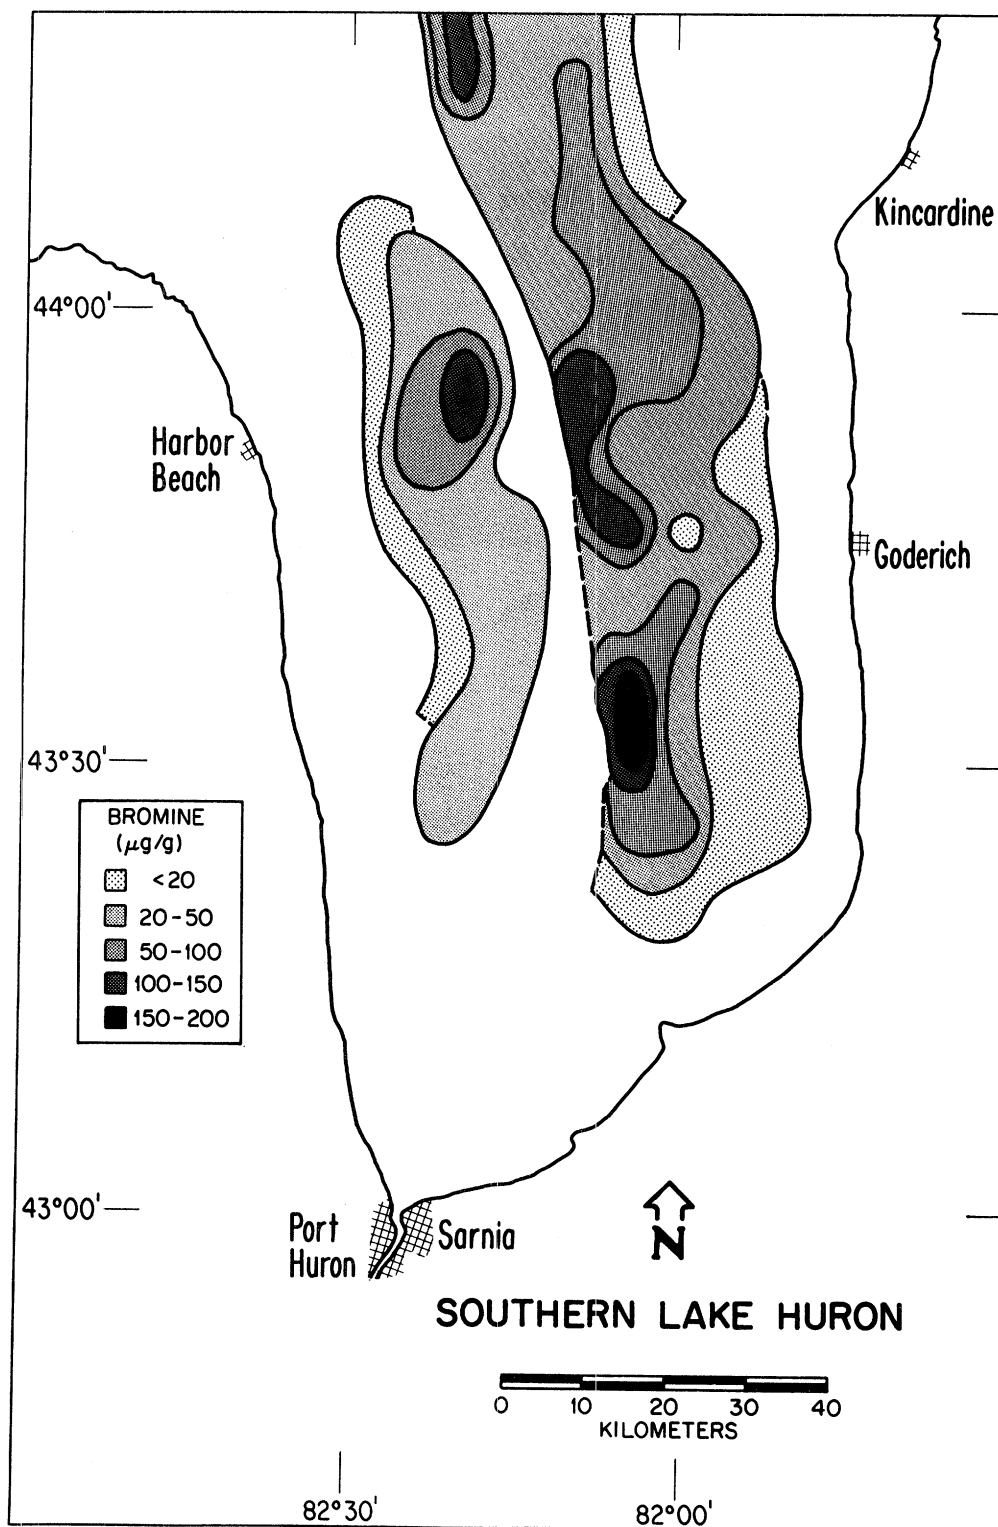 Kincardine
44°00'
Harbor
Beach
Goderich
43°30'
BROMINE
(μg/g)
<20
20-50
50-100
100-150
150-200
43°00'
Port
Huron
Sarnia
N
SOUTHERN LAKE HURON
0 10 20 30 40
KILOMETERS
82°30' 82°00'